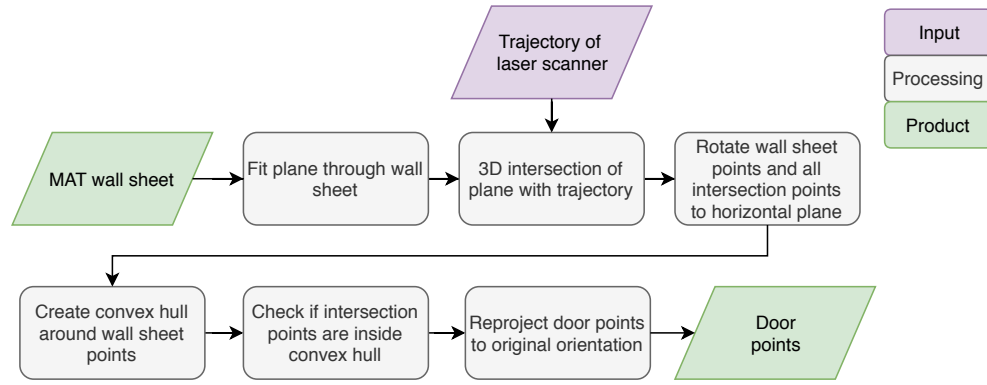 Trajectory of
laser scanner
Input
Processing
Product
MAT wall sheet
Fit plane through wall
sheet
3D intersection of
plane with trajectory
Rotate wall sheet
points and all
intersection points
to horizontal plane
Create convex hull
around wall sheet
points
Check if intersection
points are inside
convex hull
Reproject door points
to original orientation
Door
points